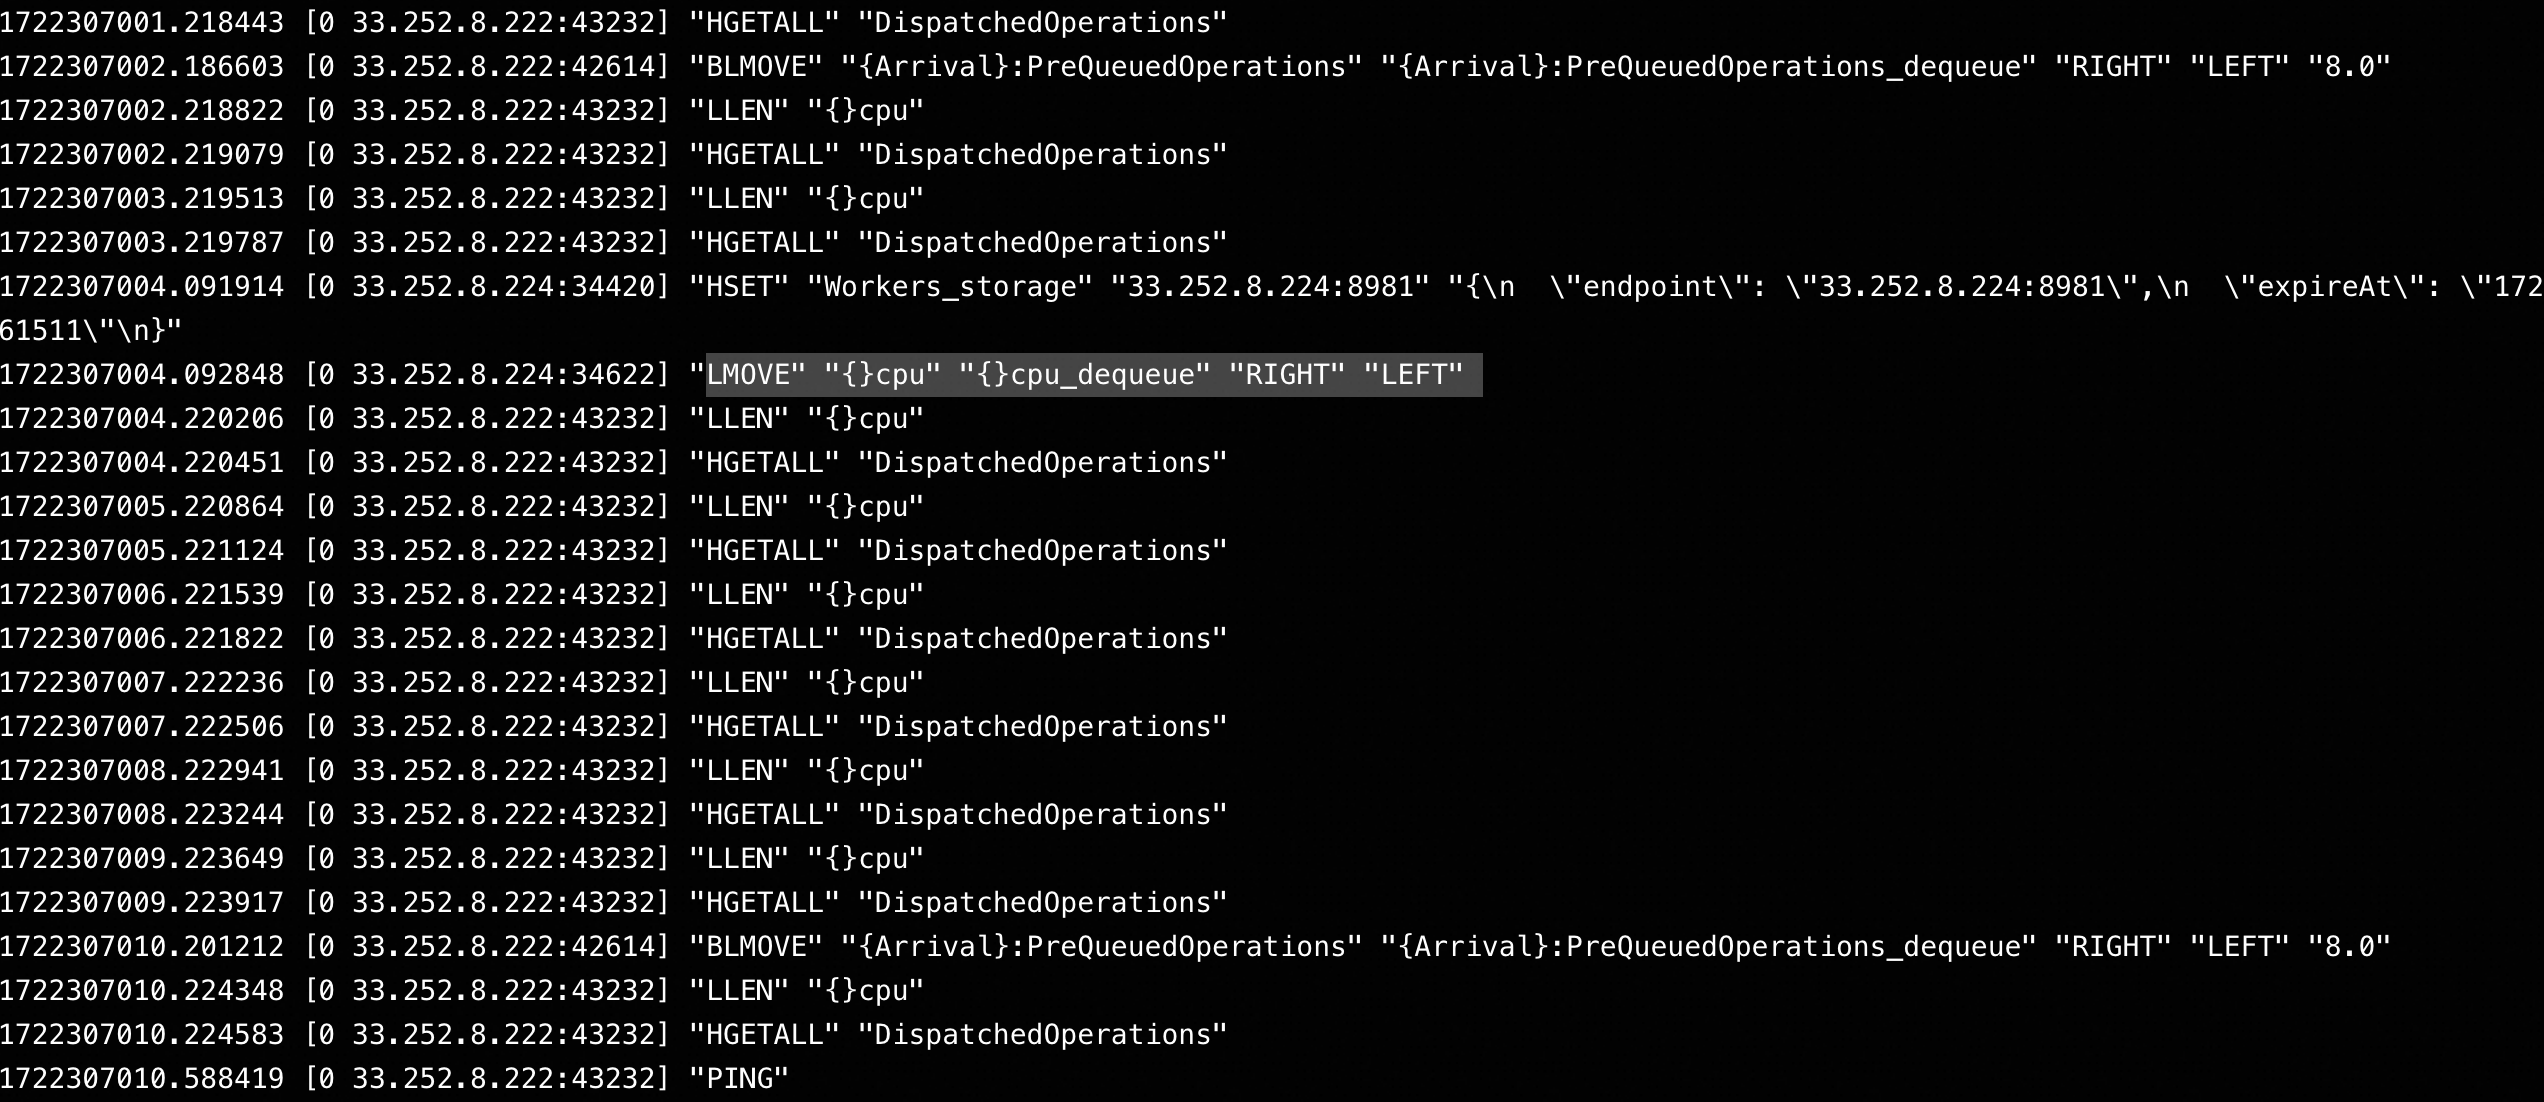 1722307001.218443 [0 33.252.8.222:43232] "HGETALL" "DispatchedOperations"
1722307002.186603 [0 33.252.8.222:42614] "BLMOVE" "{Arrival}:PreQueuedOperations" "{Arrival}:PreQueuedOperations_dequeue" "RIGHT" "LEFT" "8.0"
1722307002.218822 [0 33.252.8.222:43232] "LLEN" "{}cpu"
1722307002.219079 [0 33.252.8.222:43232] "HGETALL" "DispatchedOperations"
1722307003.219513 [0 33.252.8.222:43232] "LLEN" "{}cpu"
1722307003.219787 [0 33.252.8.222:43232] "HGETALL" "DispatchedOperations"
1722307004.091914 [0 33.252.8.224:34420] "HSET" "Workers_storage" "33.252.8.224:8981" "{\n  \"endpoint\": \"33.252.8.224:8981\",\n  \"expireAt\": \"172
61511\"\n}"
1722307004.092848 [0 33.252.8.224:34622] "LMOVE" "{}cpu" "{}cpu_dequeue" "RIGHT" "LEFT"
1722307004.220206 [0 33.252.8.222:43232] "LLEN" "{}cpu"
1722307004.220451 [0 33.252.8.222:43232] "HGETALL" "DispatchedOperations"
1722307005.220864 [0 33.252.8.222:43232] "LLEN" "{}cpu"
1722307005.221124 [0 33.252.8.222:43232] "HGETALL" "DispatchedOperations"
1722307006.221539 [0 33.252.8.222:43232] "LLEN" "{}cpu"
1722307006.221822 [0 33.252.8.222:43232] "HGETALL" "DispatchedOperations"
1722307007.222236 [0 33.252.8.222:43232] "LLEN" "{}cpu"
1722307007.222506 [0 33.252.8.222:43232] "HGETALL" "DispatchedOperations"
1722307008.222941 [0 33.252.8.222:43232] "LLEN" "{}cpu"
1722307008.223244 [0 33.252.8.222:43232] "HGETALL" "DispatchedOperations"
1722307009.223649 [0 33.252.8.222:43232] "LLEN" "{}cpu"
1722307009.223917 [0 33.252.8.222:43232] "HGETALL" "DispatchedOperations"
1722307010.201212 [0 33.252.8.222:42614] "BLMOVE" "{Arrival}:PreQueuedOperations" "{Arrival}:PreQueuedOperations_dequeue" "RIGHT" "LEFT" "8.0"
1722307010.224348 [0 33.252.8.222:43232] "LLEN" "{}cpu"
1722307010.224583 [0 33.252.8.222:43232] "HGETALL" "DispatchedOperations"
1722307010.588419 [0 33.252.8.222:43232] "PING"